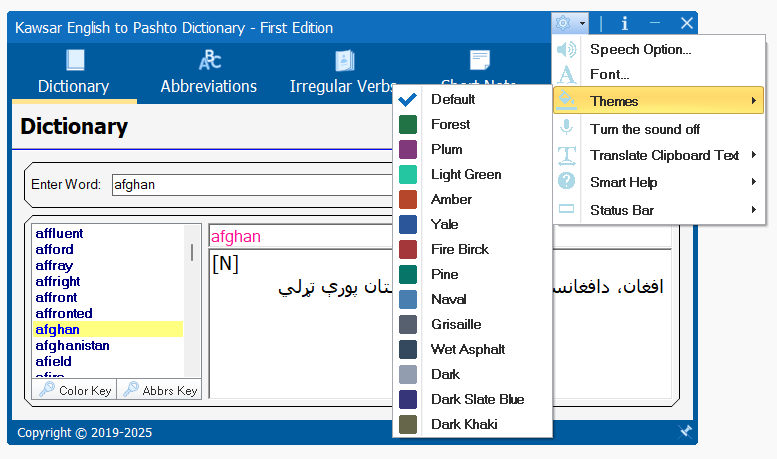 Kawsar English to Pashto Dictionary - First Edition
Dictionary
Abbreviations
Irregular Verbs
Short Note
Dictionary
Enter Word:
afghan
affluent
afford
affray
affright
affront
affronted
afghan
afghanistan
afield
afire
Color Key
Abbrs Key
afghan
[N]
افغان، دافغانس تان پورې تړلي
Default
Forest
Plum
Light Green
Amber
Yale
Fire Birck
Pine
Naval
Grisaille
Wet Asphalt
Dark
Dark Slate Blue
Dark Khaki
Speech Option...
Font...
Themes
Turn the sound off
Translate Clipboard Text
Smart Help
Status Bar
Copyright © 2019-2025